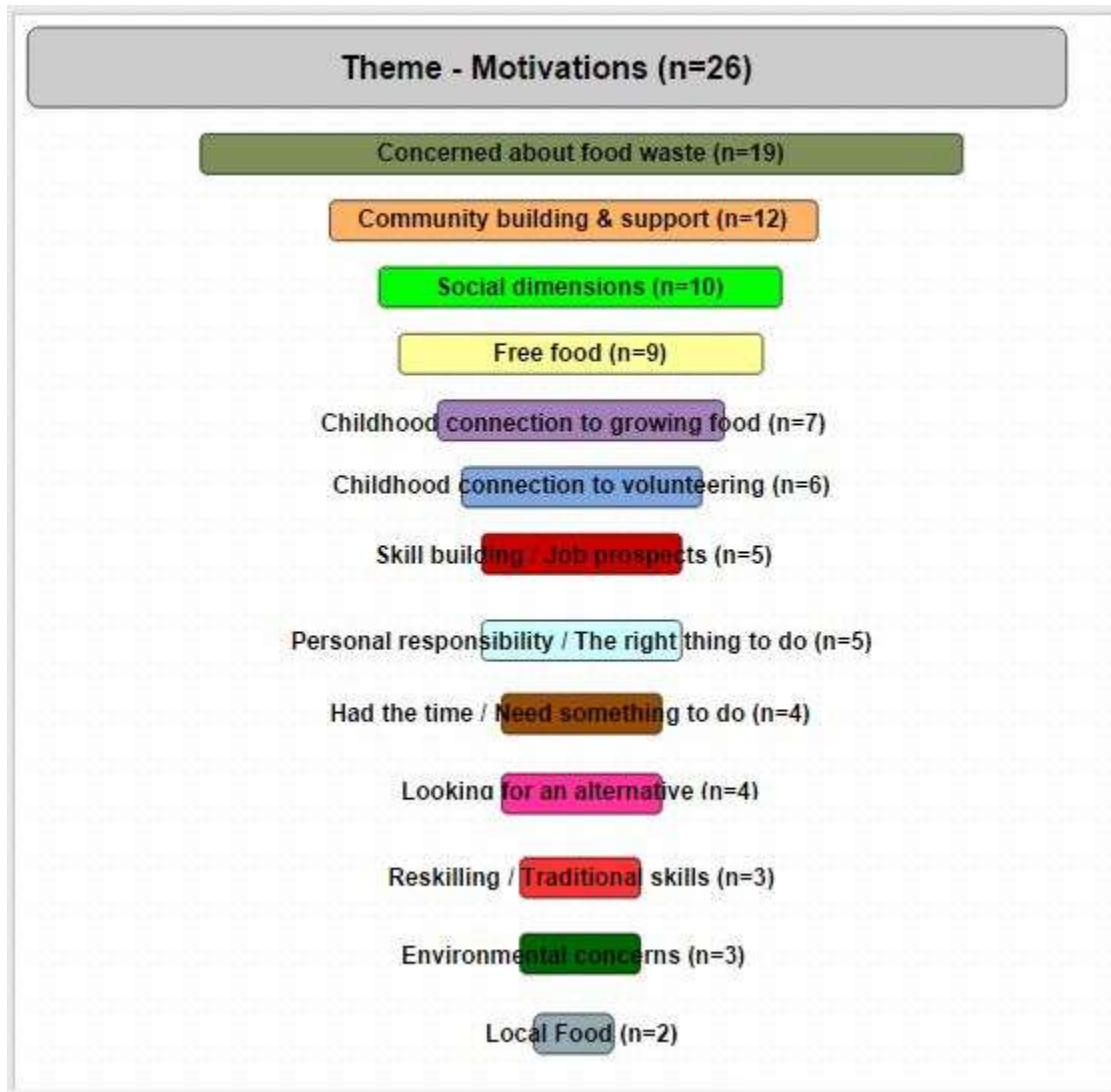 Theme - Motivations (n=26)
Concerned about food waste (n=19)
Community building & support (n=12)
Social dimensions (n=10)
Free food (n=9)
Childhood connection to growing food (n=7)
Childhood connection to volunteering (n=6)
Skill building / Job prospects (n=5)
Personal responsibility / The right thing to do (n=5)
Had the time / Need something to do (n=4)
Looking for an alternative (n=4)
Reskilling / Traditional skills (n=3)
Environmental concerns (n=3)
Local Food (n=2)